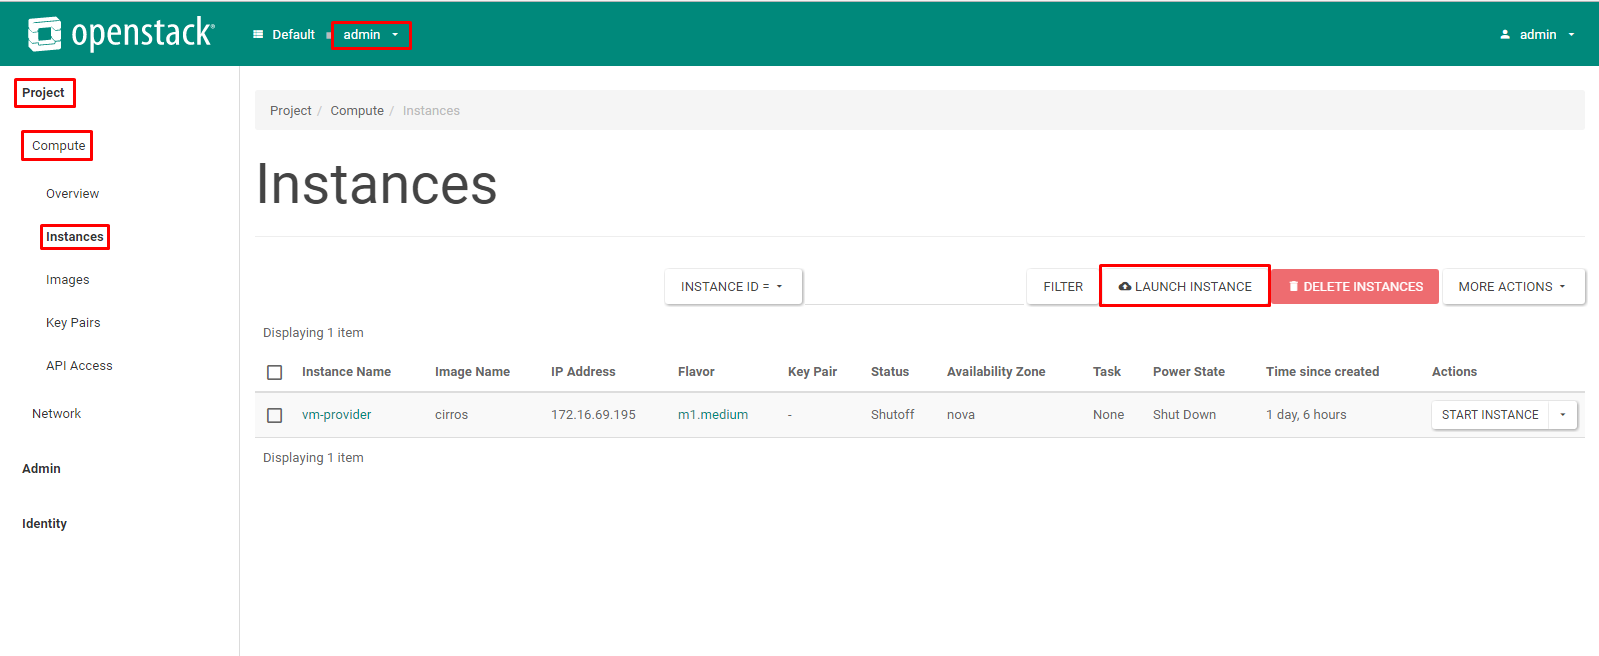 openstack Default admin admin
Project
Compute
Overview
Instances
Images
Key Pairs
API Access
Network
Admin
Identity
Project / Compute / Instances
Instances
INSTANCE ID = FILTER LAUNCH INSTANCE DELETE INSTANCES MORE ACTIONS
Displaying 1 item
Instance Name Image Name IP Address Flavor Key Pair Status Availability Zone Task Power State Time since created Actions
vm-provider cirros 172.16.69.195 m1.medium - Shutoff nova None Shut Down 1 day, 6 hours START INSTANCE
Displaying 1 item